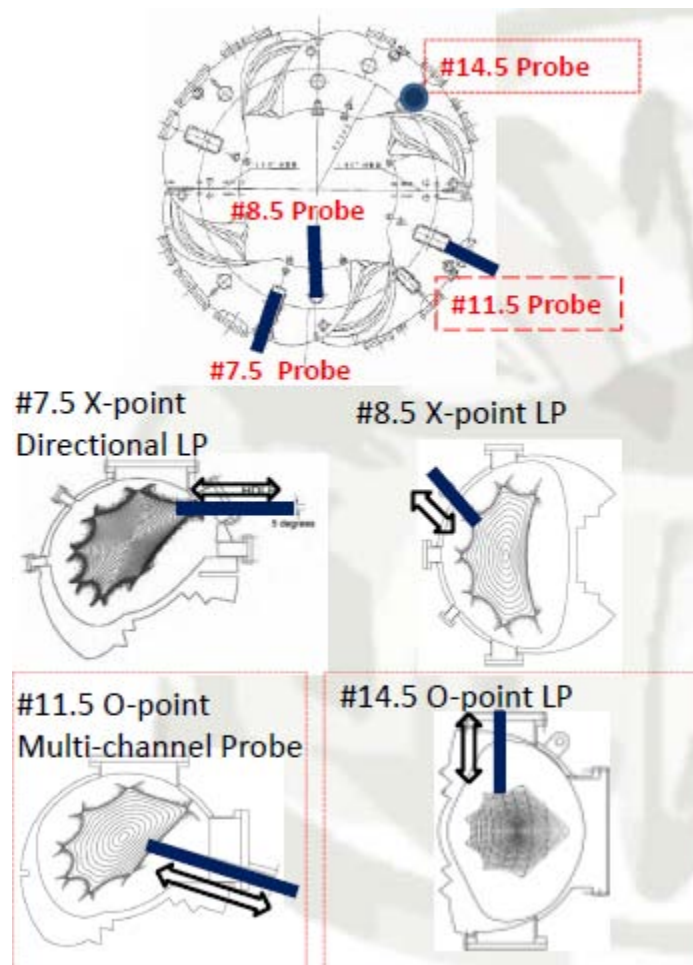 #14.5 Probe
#8.5 Probe
#11.5 Probe
#7.5 Probe
#7.5 X-point
Directional LP
#8.5 X-point LP
5 degrees
#11.5 O-point
Multi-channel Probe
#14.5 O-point LP